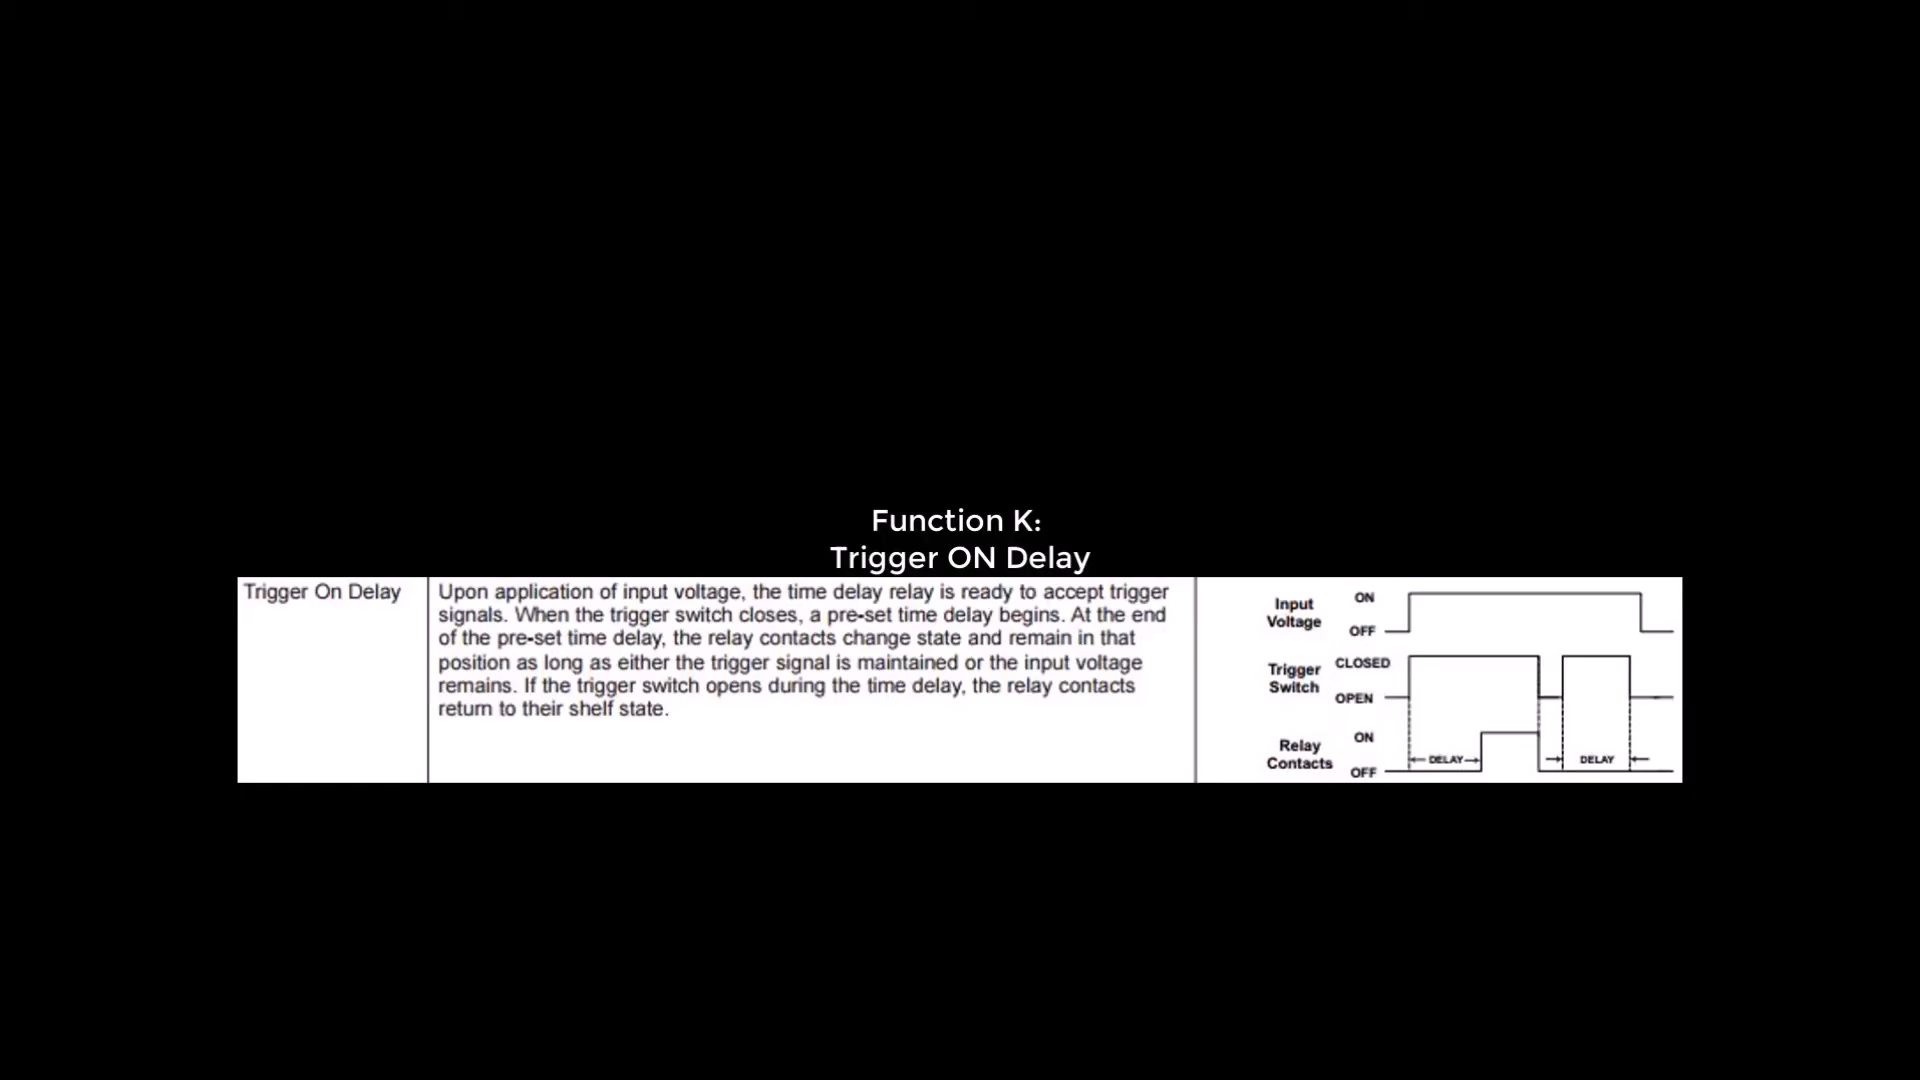 Function K:
Trigger ON Delay
Trigger On Delay
Upon application of input voltage, the time delay relay is ready to accept trigger
signals. When the trigger switch closes, a pre-set time delay begins. At the end
of the pre-set time delay, the relay contacts change state and remain in that
position as long as either the trigger signal is maintained or the input voltage
remains. If the trigger switch opens during the time delay, the relay contacts
return to their shelf state.
Input
Voltage
ON
OFF
Trigger
Switch
CLOSED
OPEN
Relay
Contacts
ON
OFF
DELAY
DELAY